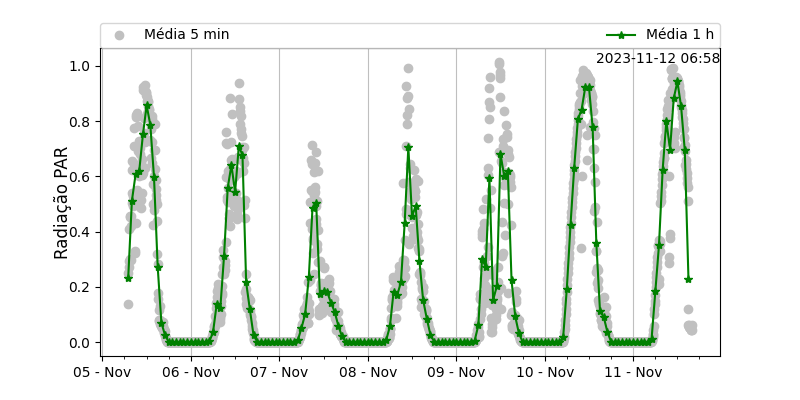 Média 5 min
Média 1 h
2023-11-12 06:58
Radiação PAR
1.0
0.8
0.6
0.4
0.2
0.0
05 - Nov
06 - Nov
07 - Nov
08 - Nov
09 - Nov
10 - Nov
11 - Nov